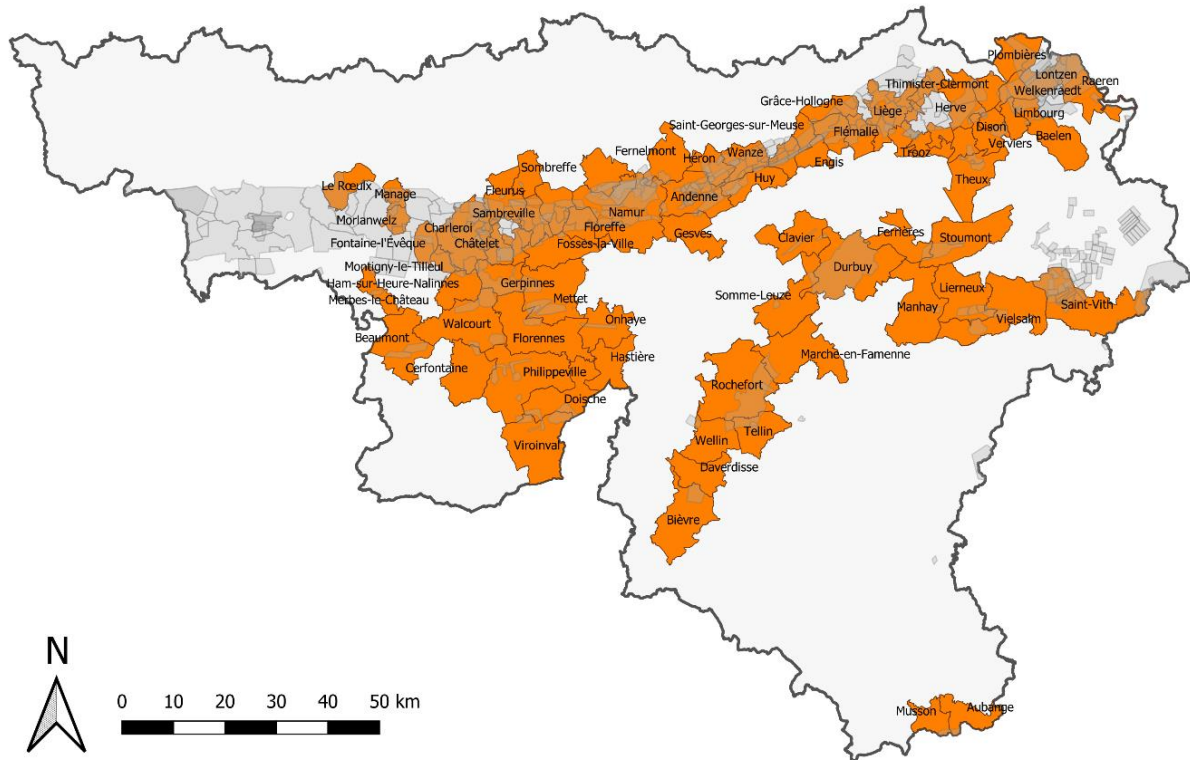 Plombières
Lontzen
Raeren
Thimister-Clermont
Welkenraedt
Grâce-Hollogne
Liège
Herve
Limbourg
Saint-Georges-sur-Meuse
Flémalle
Dison
Baelen
Verviers
Fernelmont
Héron
Wanze
Trooz
Engis
Sombreffe
Huy
Theux
Le Rœulx
Manage
Fleurus
Andenne
Morlanwelz
Sambreville
Namur
Charleroi
Floreffe
Gesves
Clavier
Ferrières
Fontaine-l'Évêque
Châtelet
Fosses-la-Ville
Stoumont
Montigny-le-Tilleul
Durbuy
Ham-sur-Heure-Nalinnes
Gerpinnes
Lierneux
Merbes-le-Château
Mettet
Somme-Leuze
Manhay
Saint-Vith
Walcourt
Onhaye
Vielsalm
Beaumont
Florennes
Hastière
Marche-en-Famenne
Cerfontaine
Philippeville
Rochefort
Doische
Viroinval
Wellin
Tellin
Daverdisse
Bièvre
N
0 10 20 30 40 50 km
Musson
Aubange